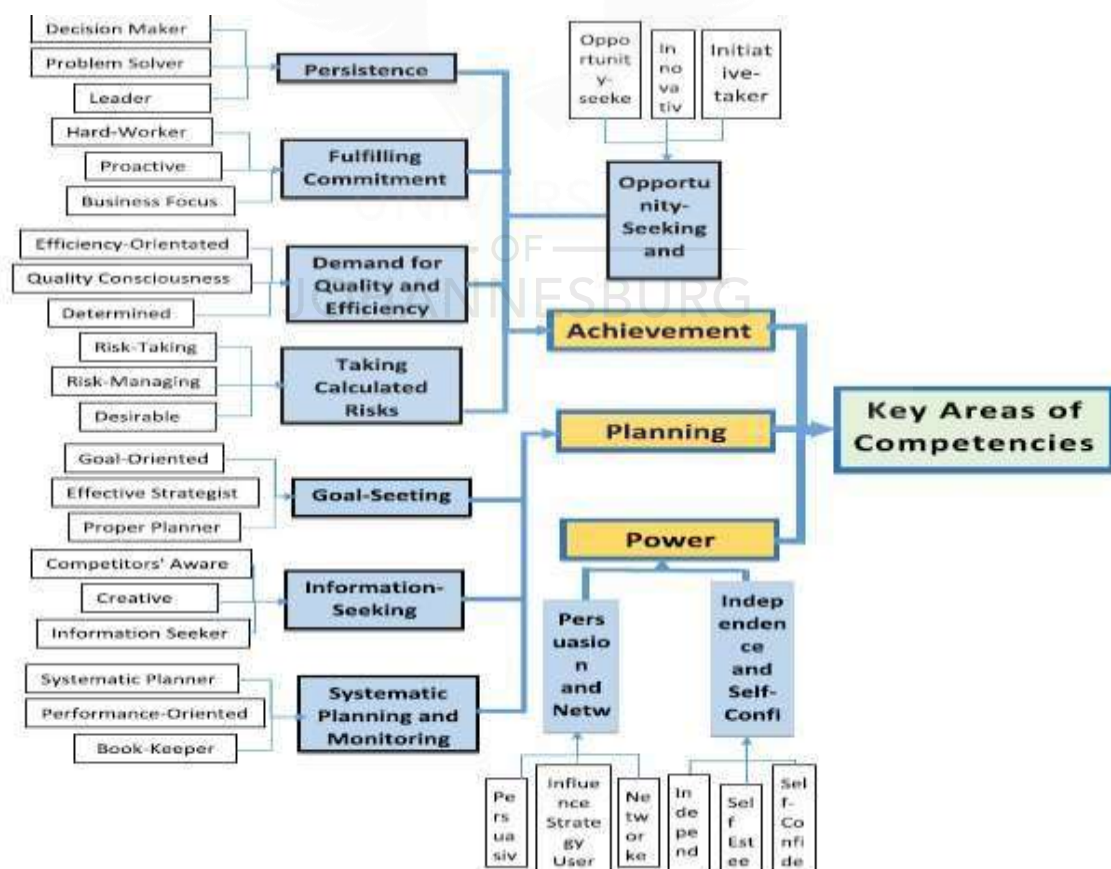 Decision Maker
Problem Solver
Leader
Persistence
Hard-Worker
Proactive
Business Focus
Fulfilling
Commitment
Efficiency-Orientated
Quality Consciousness
Determined
Demand for
Quality and
Efficiency
Risk-Taking
Risk-Managing
Desirable
Taking
Calculated
Risks
Goal-Oriented
Effective Strategist
Proper Planner
Goal-Seeting
Competitors' Aware
Creative
Information Seeker
Information-
Seeking
Systematic Planner
Performance-Oriented
Book-Keeper
Systematic
Planning and
Monitoring
Oppo
rtunit
y-
seeke
In
no
va
tiv
Initiat
ive-
taker
Opportu
nity-
Seeking
and
UNIVERS
OF
JOHANNESBURG
Achievement
Planning
Power
Key Areas of
Competencies
Pers
uasio
n
and
Netw
Indep
enden
ce
and
Self-
Confi
Pe
rs
ua
siv
Influe
nce
Strate
gy
User
Ne
tw
or
ke
In
de
pe
nd
Sel
f
Est
ee
Sel
f-
Co
nfi
de